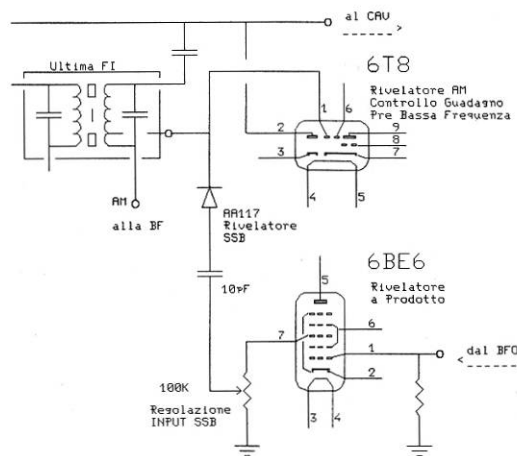 al CAV
Ultima FI
6T8
Rivelatore AM
Controllo Guadagno
Pre Bassa Frequenza
1
6
2
9
8
3
7
4
5
AM
alla BF
AA117
Rivelatore
SSB
10pF
6BE6
Rivelatore
a Prodotto
5
6
7
1
dal BFO
2
3
4
100K
Regolazione
INPUT SSB